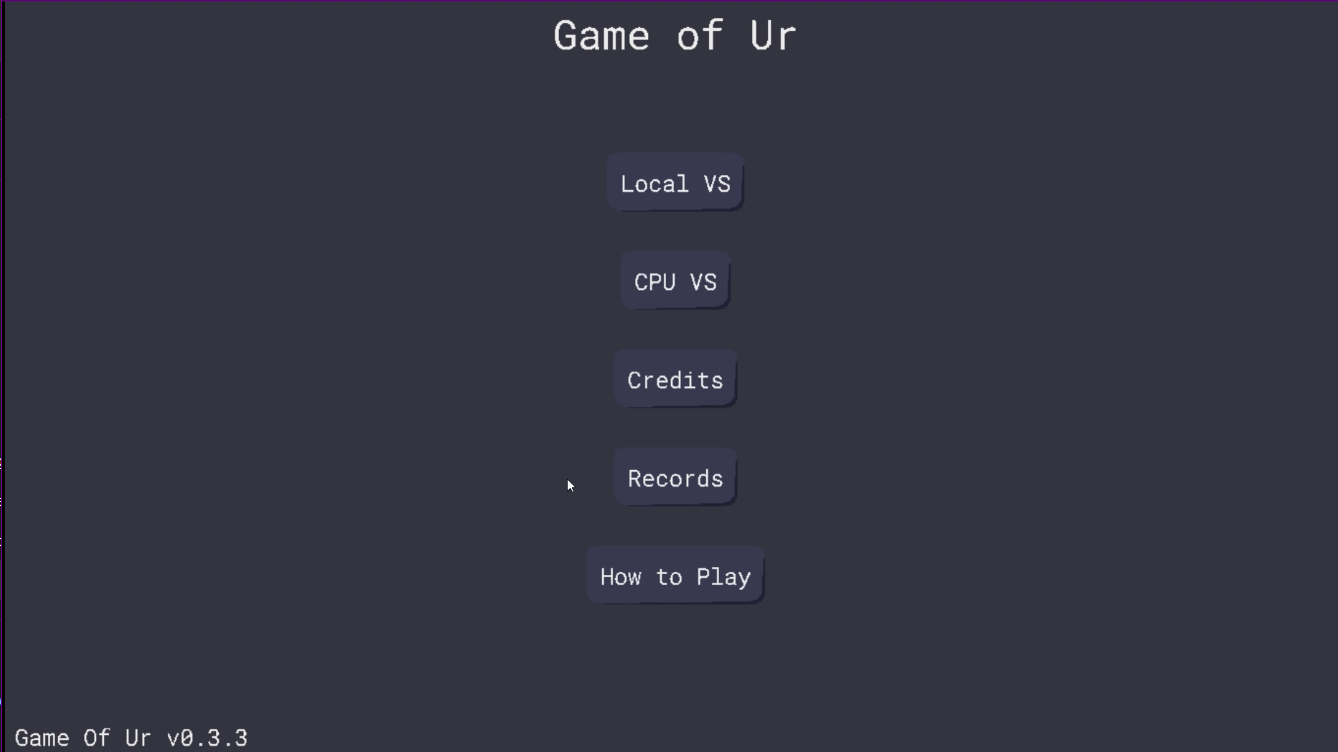 Game of Ur
Local VS
CPU VS
Credits
Records
How to Play
Game Of Ur v0.3.3